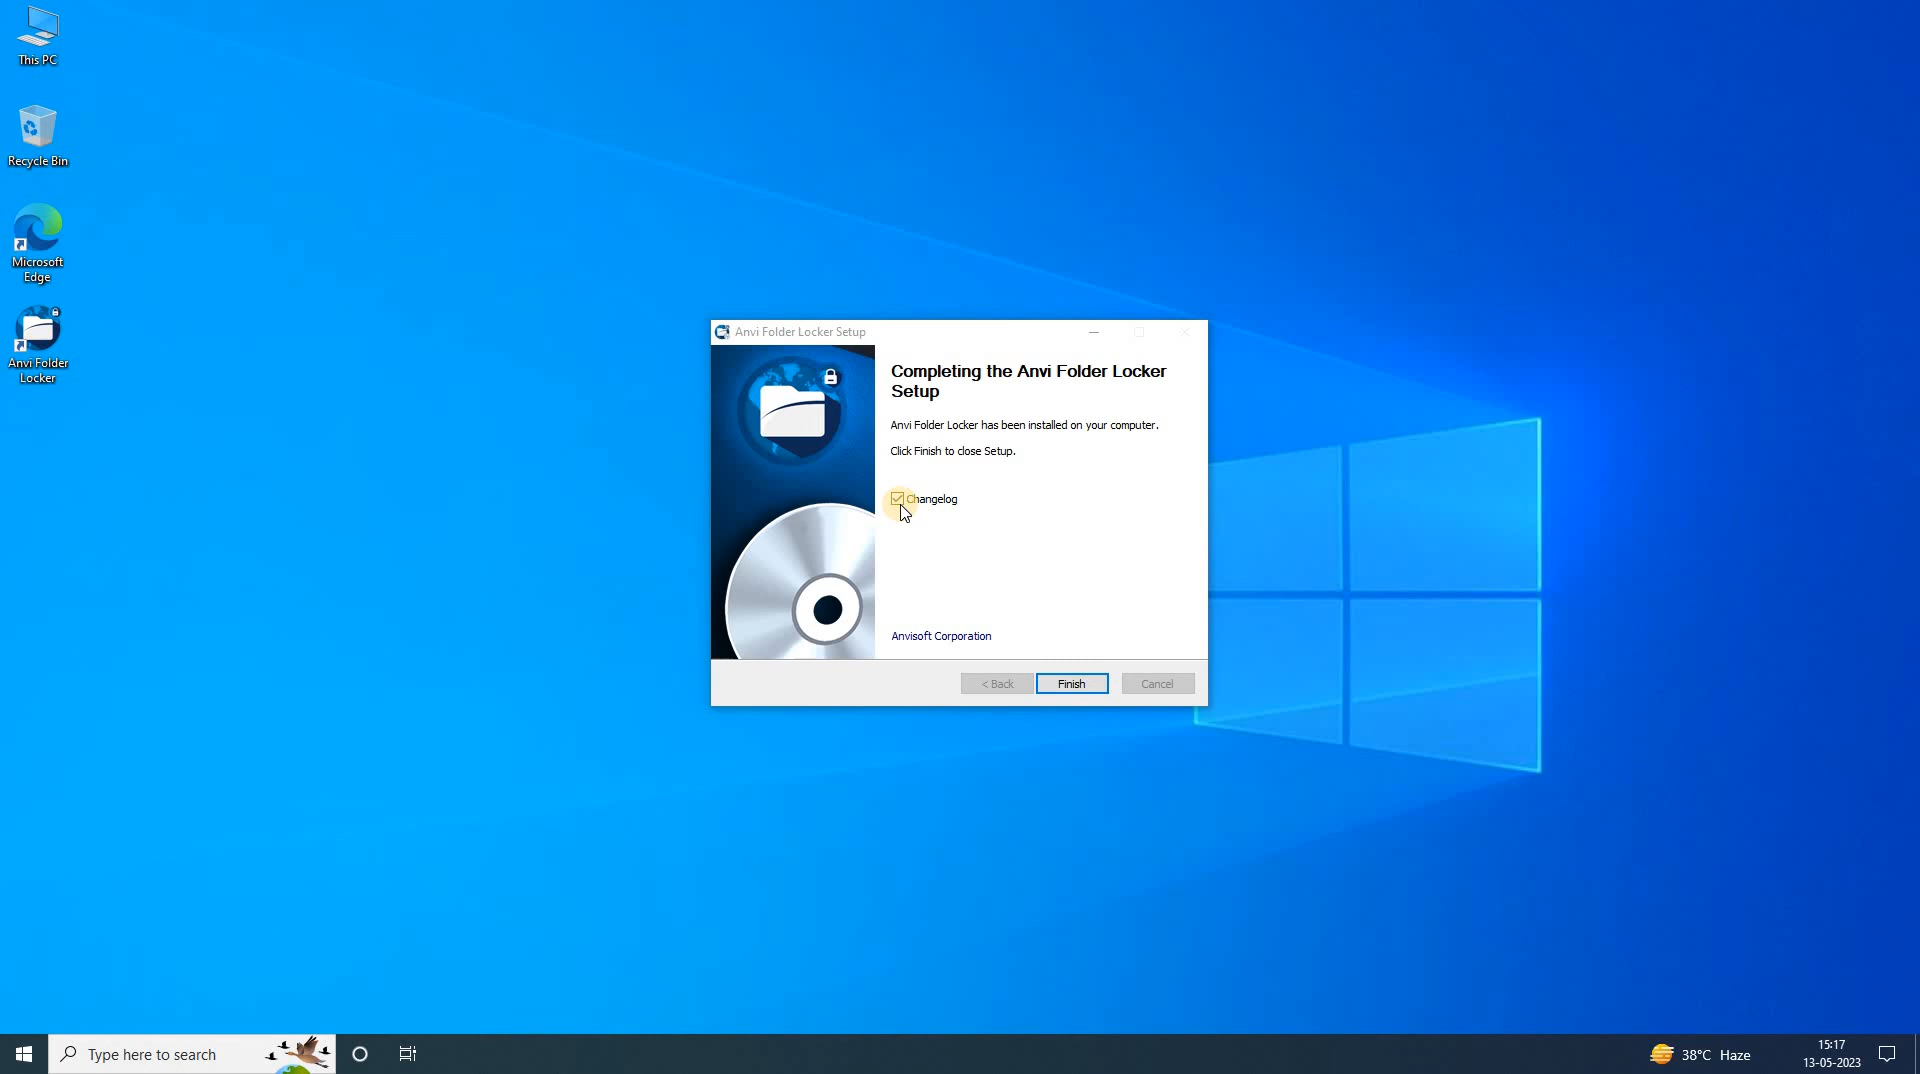 This PC
Recycle Bin
Microsoft
Edge
Anvi Folder
Locker
Anvi Folder Locker Setup
Completing the Anvi Folder Locker
Setup
Anvi Folder Locker has been installed on your computer.
Click Finish to close Setup.
Changelog
Anvisoft Corporation
< Back
Finish
Cancel
Type here to search
38°C Haze
15:17
13-05-2023